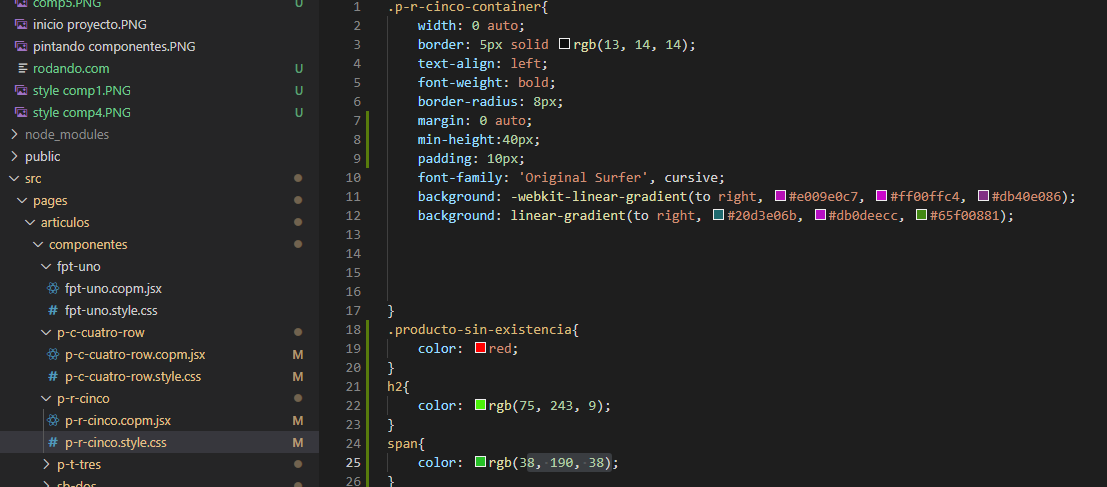 comp5.PNG U
inicio proyecto.PNG
pintando componentes.PNG
rodando.com U
style comp1.PNG U
style comp4.PNG U
node_modules
public
src
pages
articulos
componentes
fpt-uno
fpt-uno.copm.jsx
fpt-uno.style.css
p-c-cuatro-row
p-c-cuatro-row.copm.jsx M
p-c-cuatro-row.style.css M
p-r-cinco
p-r-cinco.copm.jsx M
p-r-cinco.style.css M
p-t-tres
sh-dos
1 .p-r-cinco-container{
2 width: 0 auto;
3 border: 5px solid rgb(13, 14, 14);
4 text-align: left;
5 font-weight: bold;
6 border-radius: 8px;
7 margin: 0 auto;
8 min-height:40px;
9 padding: 10px;
10 font-family: 'Original Surfer', cursive;
11 background: -webkit-linear-gradient(to right, #e009e0c7, #ff00ffc4, #db40e086);
12 background: linear-gradient(to right, #20d3e06b, #db0deecc, #65f00881);
13
14
15
16
17 }
18 .producto-sin-existencia{
19 color: red;
20 }
21 h2{
22 color: rgb(75, 243, 9);
23 }
24 span{
25 color: rgb(38, 190, 38);
26 }